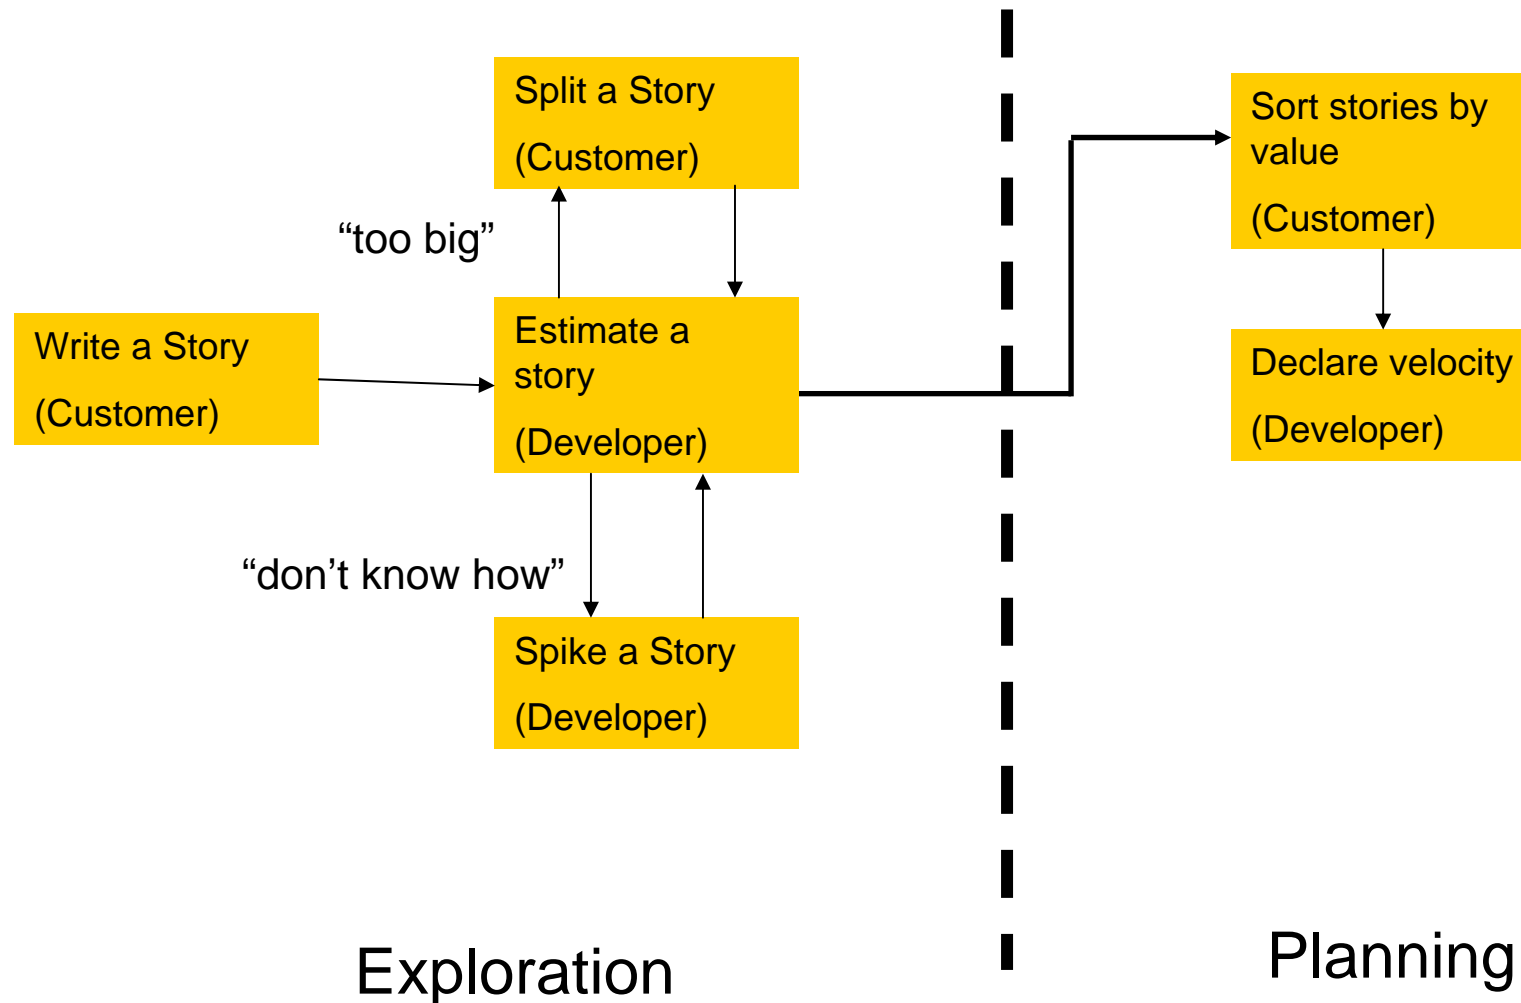 Split a Story
(Customer)
“too big”
Write a Story
(Customer)
Estimate a
story
(Developer)
“don’t know how”
Spike a Story
(Developer)
Sort stories by
value
(Customer)
Declare velocity
(Developer)
Exploration
Planning